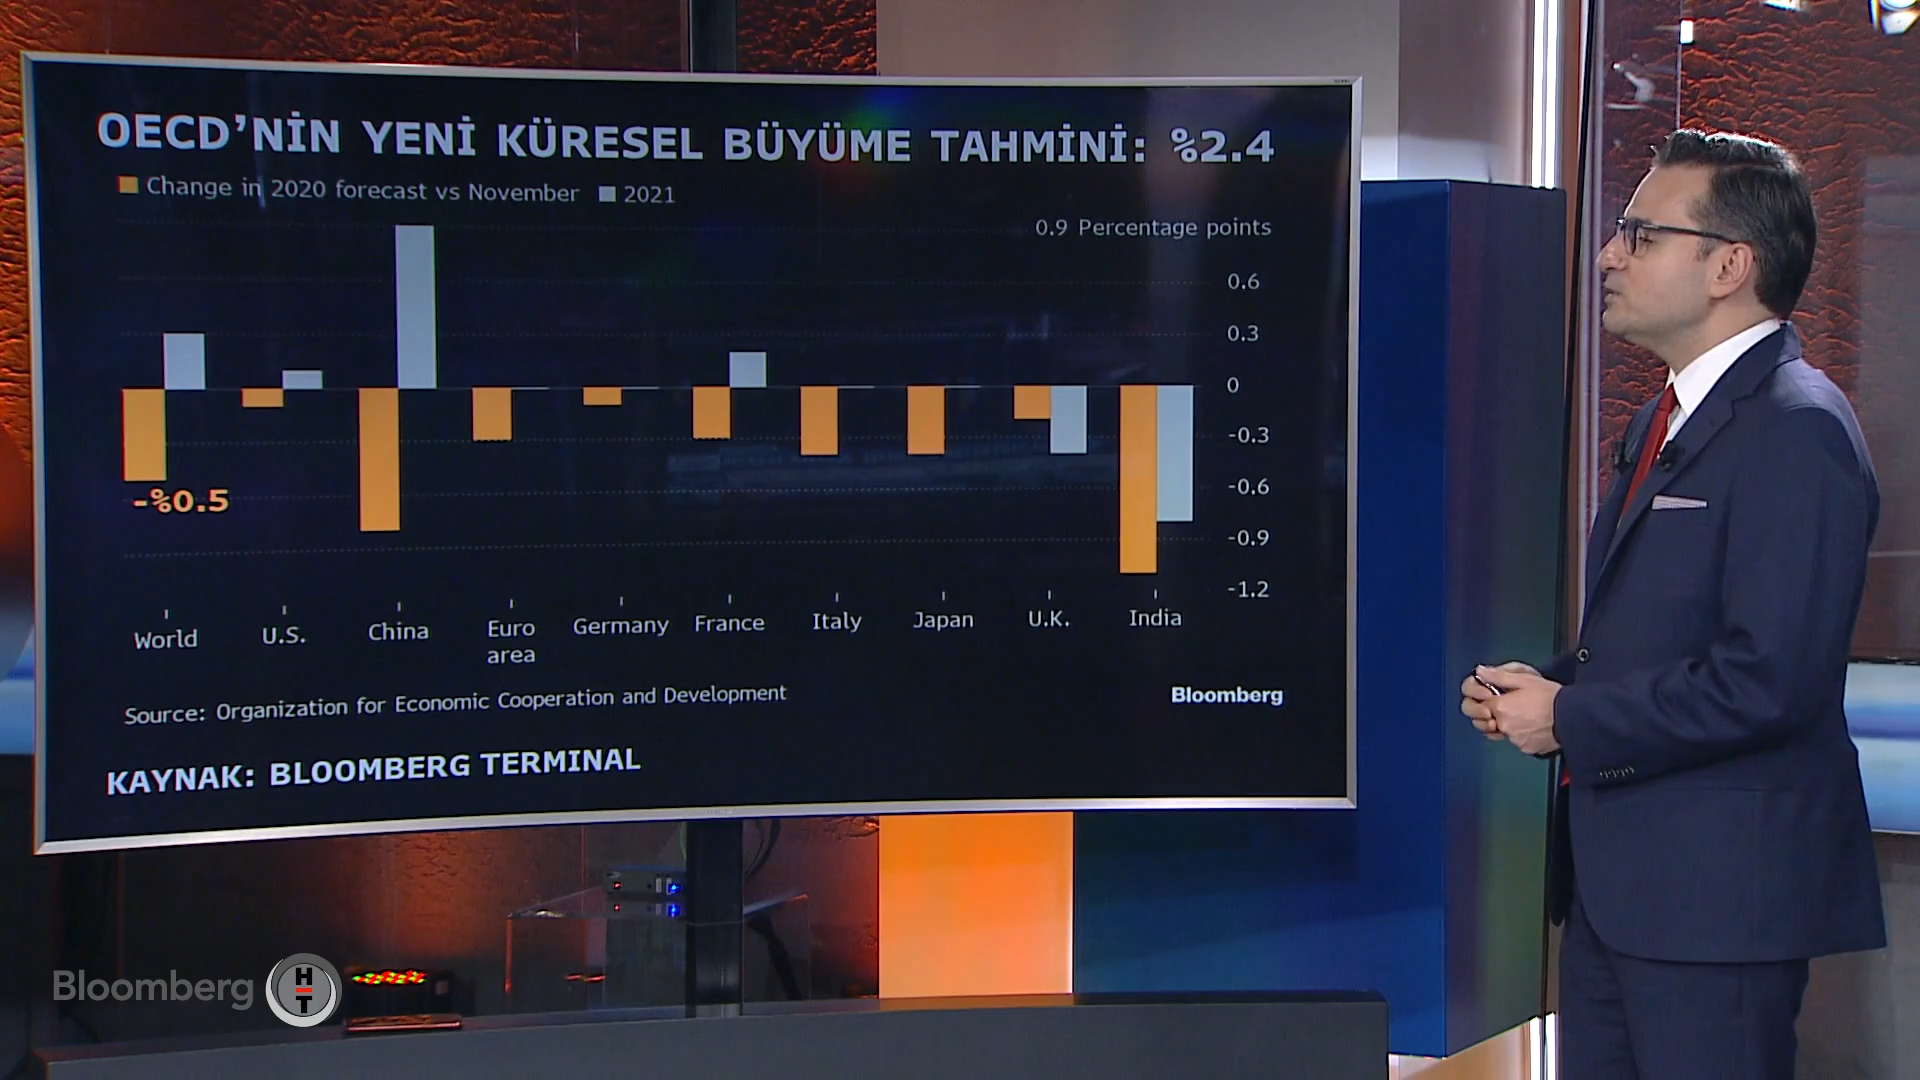 OECD'NİN YENİ KÜRESEL BÜYÜME TAHMİNİ: %2.4
Change in 2020 forecast vs November 2021
0.9 Percentage points
0.6
0.3
0
-0.3
-0.6
-0.9
-1.2
-%0.5
World U.S. China Euro area Germany France Italy Japan U.K. India
Source: Organization for Economic Cooperation and Development
Bloomberg
KAYNAK: BLOOMBERG TERMINAL
Bloomberg HT